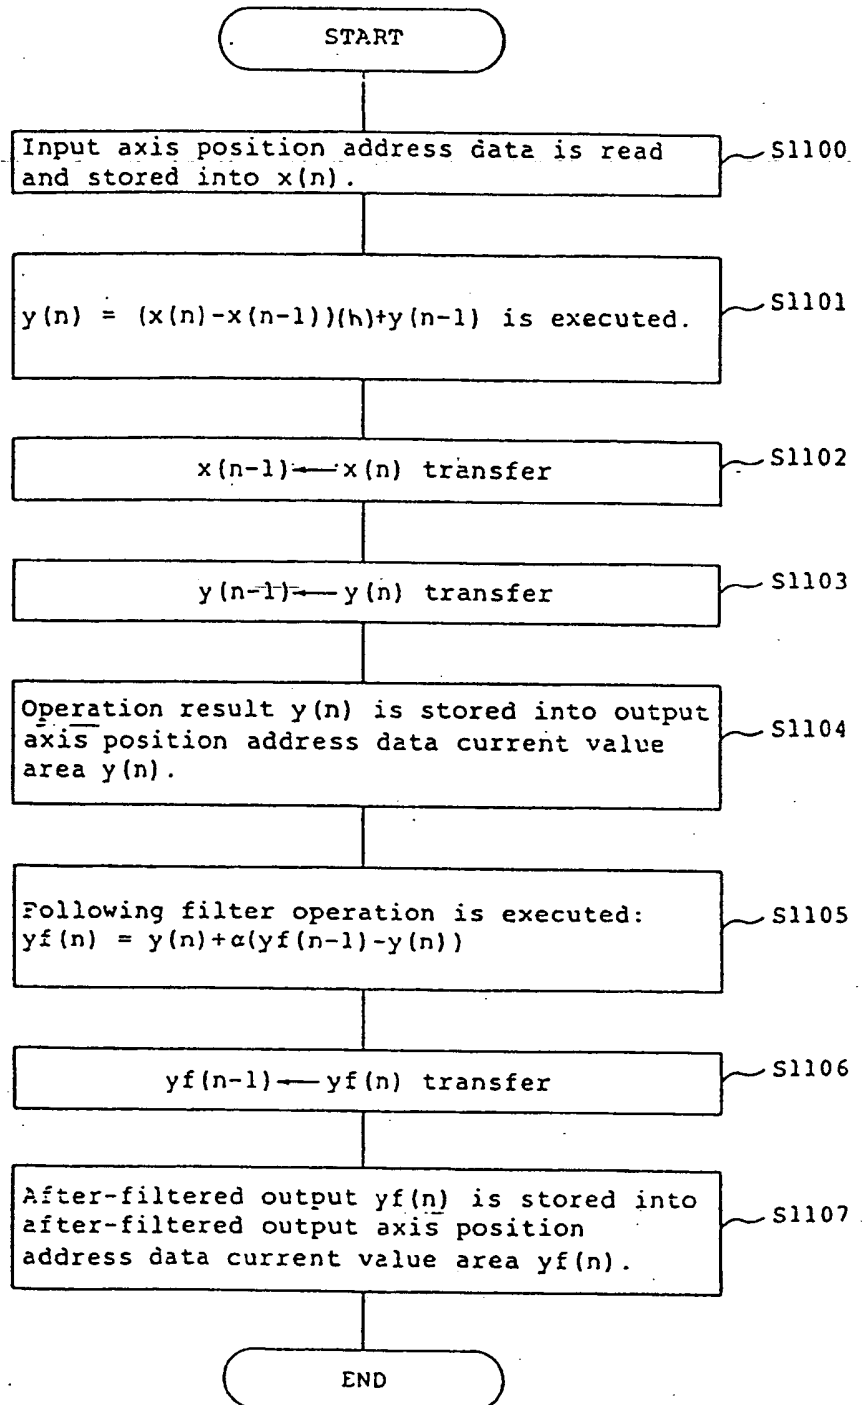 START
Input axis position address data is read
and stored into x(n).
S1100
y(n) = (x(n)-x(n-1))(h)+y(n-1) is executed.
S1101
x(n-1)←x(n) transfer
S1102
y(n-1)←y(n) transfer
S1103
Operation result y(n) is stored into output
axis position address data current value
area y(n).
S1104
Following filter operation is executed:
yf(n) = y(n)+α(yf(n-1)-y(n))
S1105
yf(n-1)←yf(n) transfer
S1106
After-filtered output yf(n) is stored into
after-filtered output axis position
address data current value area yf(n).
S1107
END